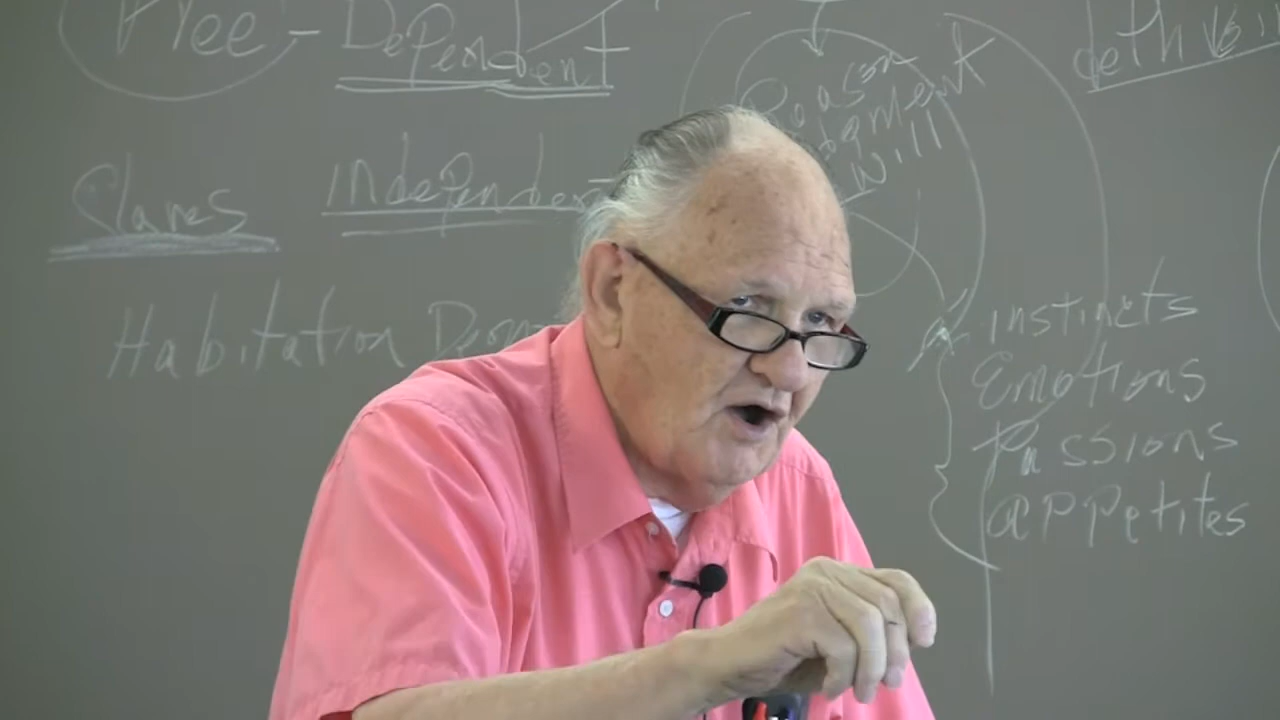 Free - Dependent
Slaves
Independent
Habitation
Reason
Will
Instincts
Emotions
Passions
appetites